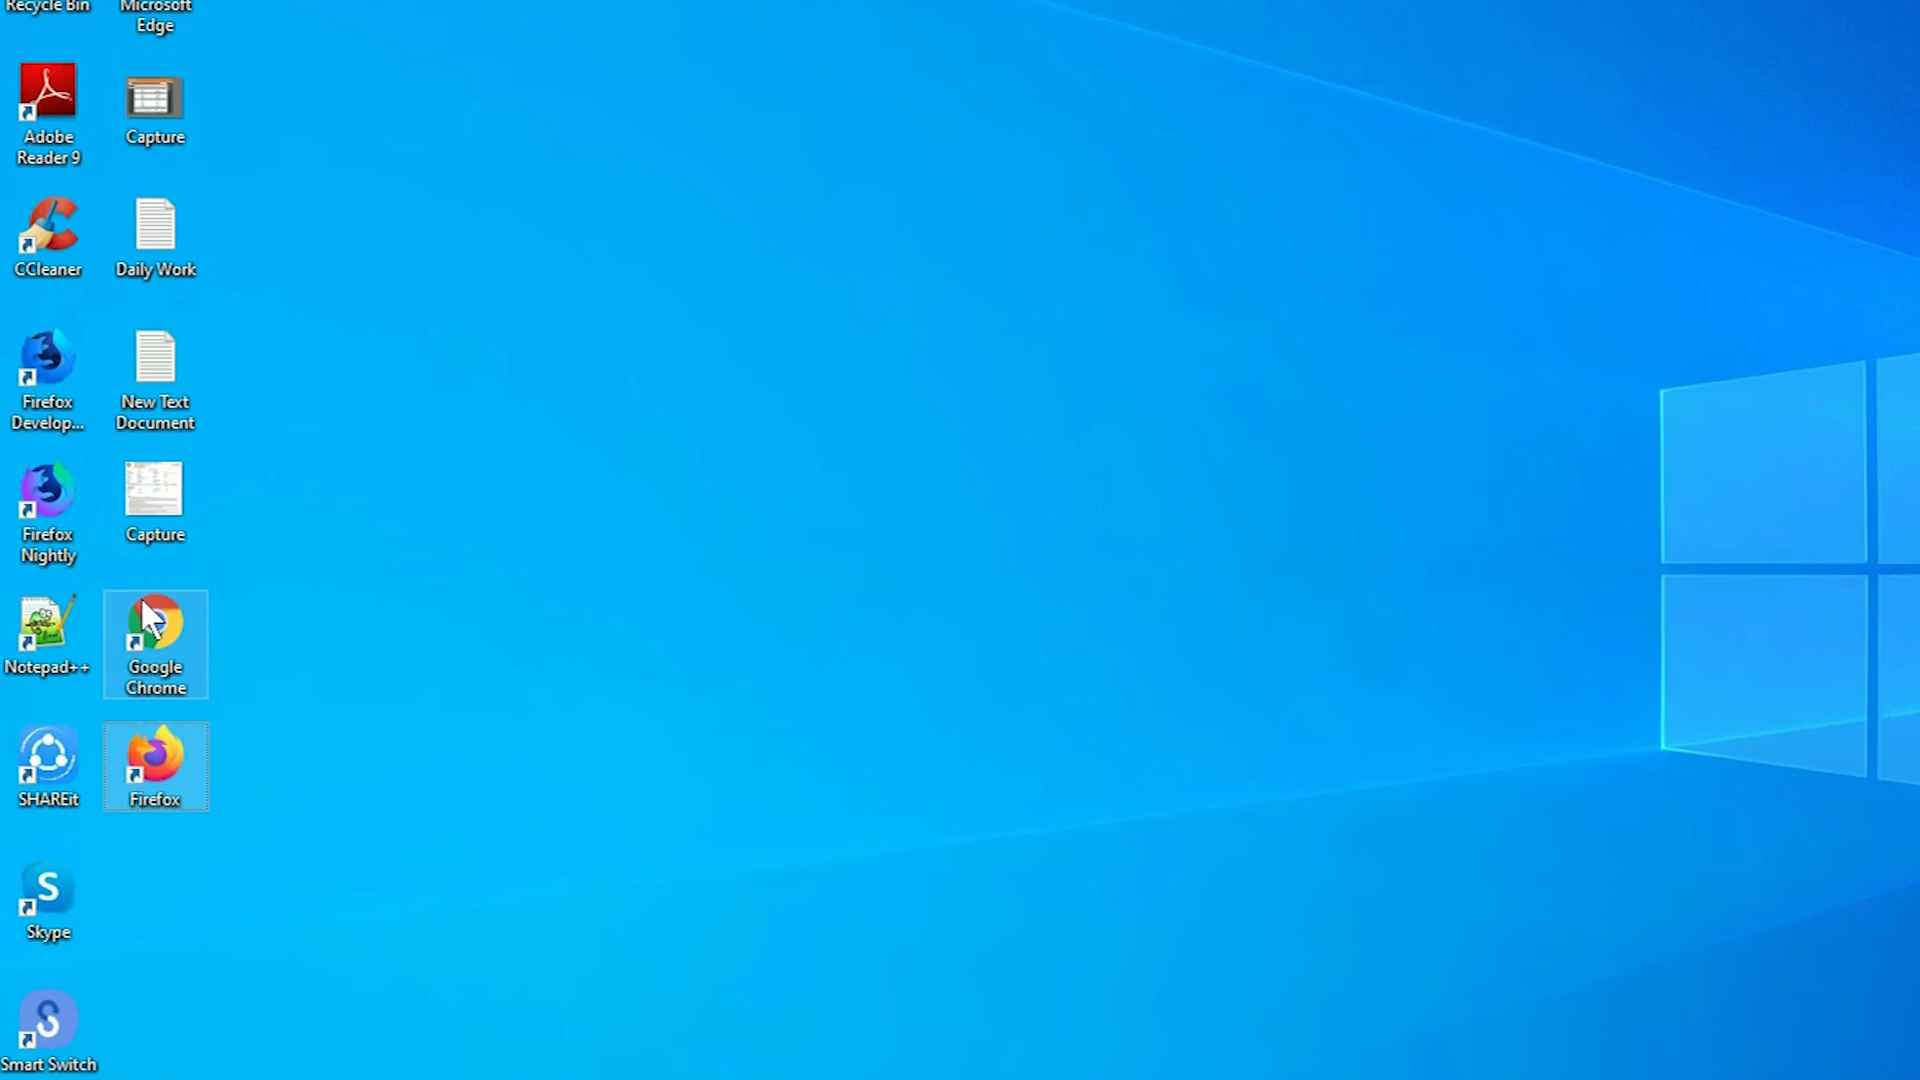 Recycle Bin
Microsoft
Edge
Adobe
Reader 9
Capture
CCleaner
Daily Work
Firefox
Develop...
New Text
Document
Firefox
Nightly
Capture
Notepad++
Google
Chrome
SHAREit
Firefox
S
Skype
Smart Switch